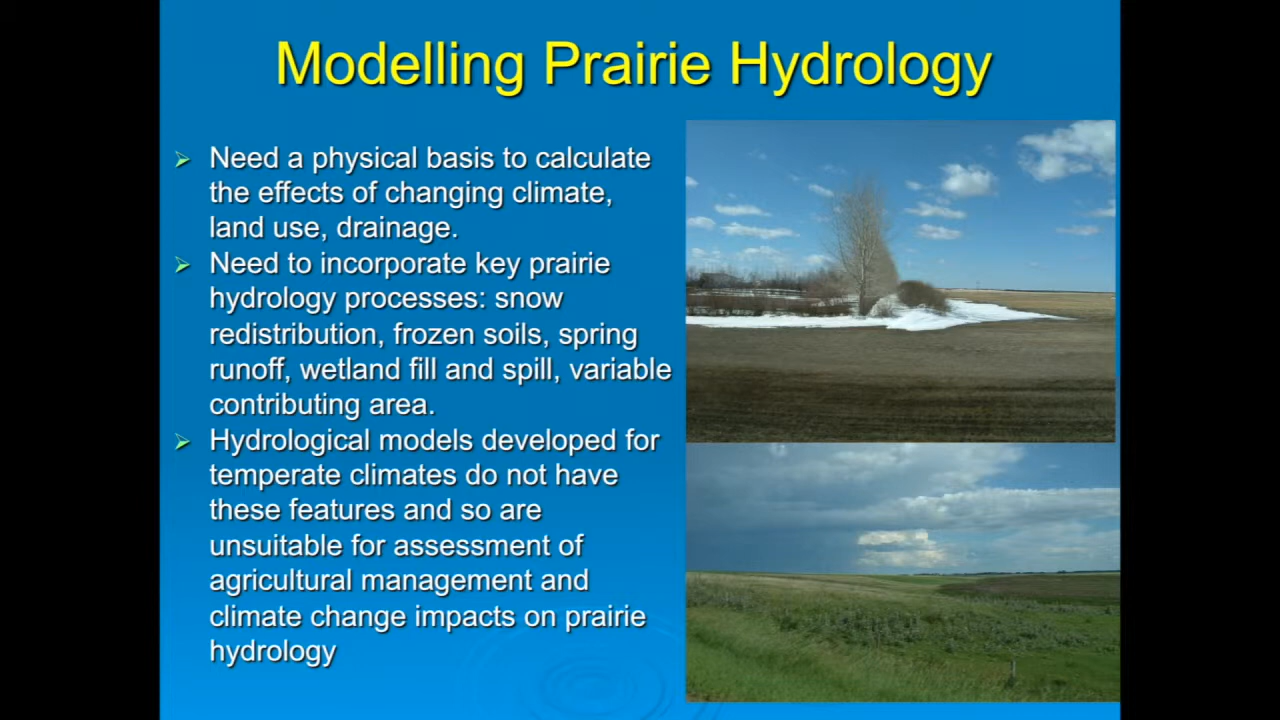 Modelling Prairie Hydrology
Need a physical basis to calculate
the effects of changing climate,
land use, drainage.
Need to incorporate key prairie
hydrology processes: snow
redistribution, frozen soils, spring
runoff, wetland fill and spill, variable
contributing area.
Hydrological models developed for
temperate climates do not have
these features and so are
unsuitable for assessment of
agricultural management and
climate change impacts on prairie
hydrology